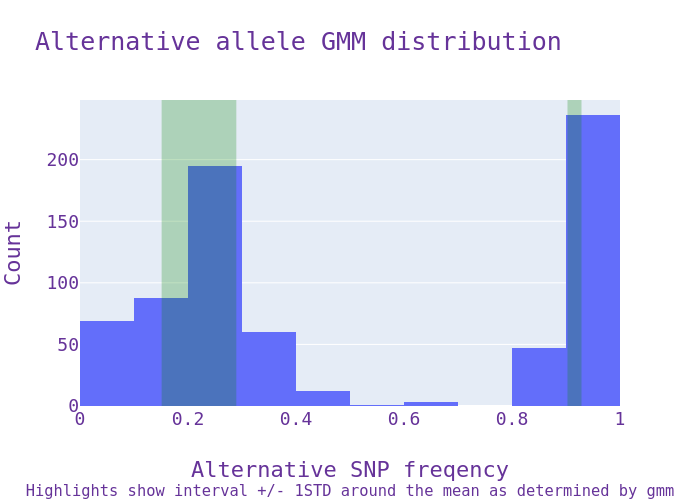 Alternative allele GMM distribution
Count
200
150
100
50
0
0 0.2 0.4 0.6 0.8 1
Alternative SNP freqency
Highlights show interval +/- 1STD around the mean as determined by gmm